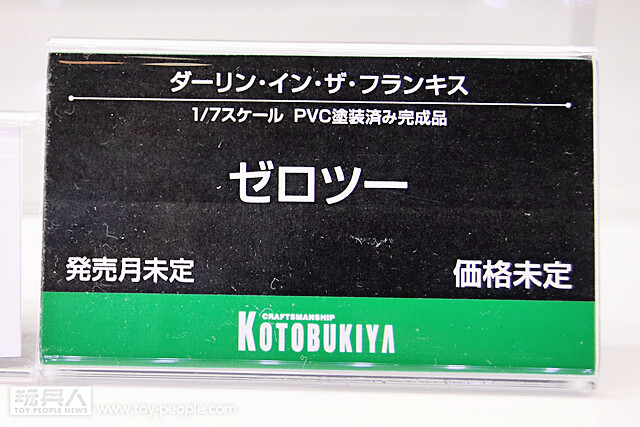 ダーリン・イン・ザ・フランキス
1/7スケール PVC塗装済み完成品
ゼロツー
発売月未定 価格未定
CRAFTSMANSHIP
KOTOBUKIYA
玩具人
TOY PEOPLE NEWS www.toy-people.com